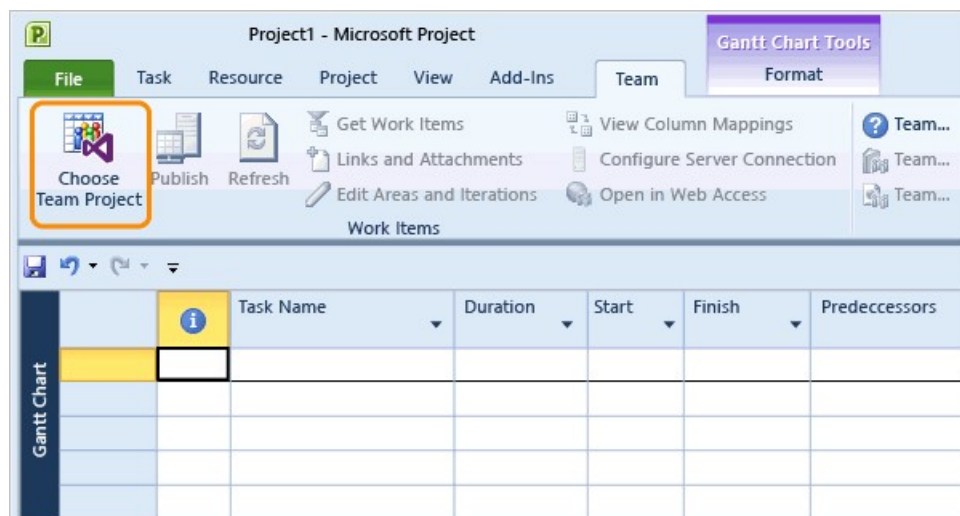 Project1 - Microsoft Project
Gantt Chart Tools
File Task Resource Project View Add-Ins Team Format
Choose
Team Project
Publish
Refresh
Get Work Items
Links and Attachments
Edit Areas and Iterations
Work Items
View Column Mappings
Configure Server Connection
Open in Web Access
Team...
Team...
Team...
Task Name Duration Start Finish Predeccessors
Gantt Chart